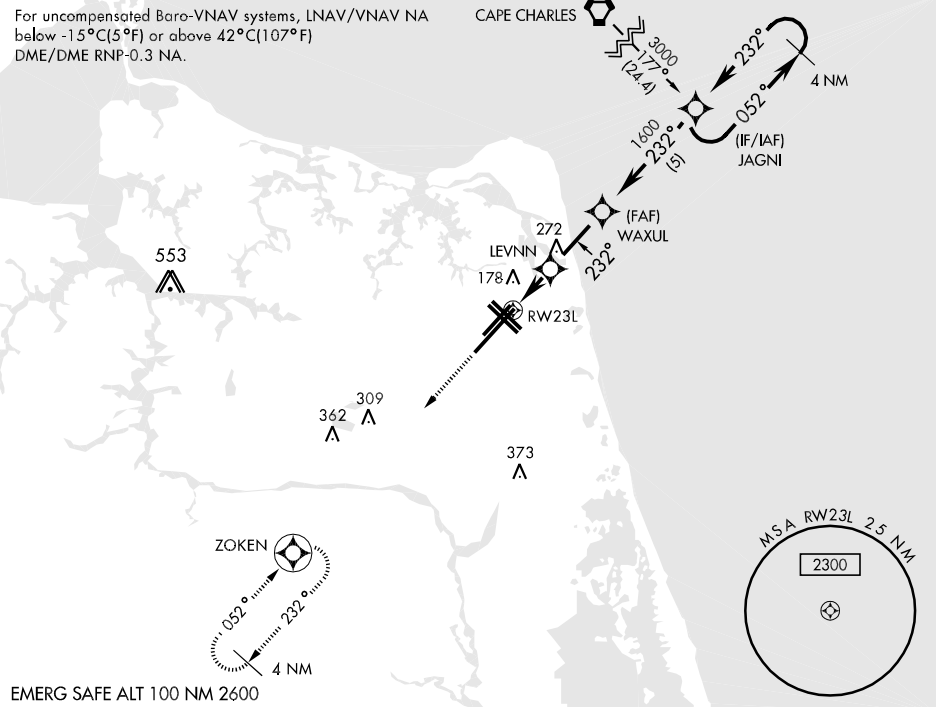 For uncompensated Baro-VNAV systems, LNAV/VNAV NA
below -15°C(5°F) or above 42°C(107°F)
DME/DME RNP-0.3 NA.
CAPE CHARLES
3000
177°
(24.4)
232°
052°
4 NM
(IF/IAF)
JAGNI
1600
232°
(5)
(FAF)
WAXUL
272
LEVNN
232°
178
RW23L
553
309
362
373
ZOKEN
052°
232°
4 NM
MSA RW23L 25 NM
2300
EMERG SAFE ALT 100 NM 2600